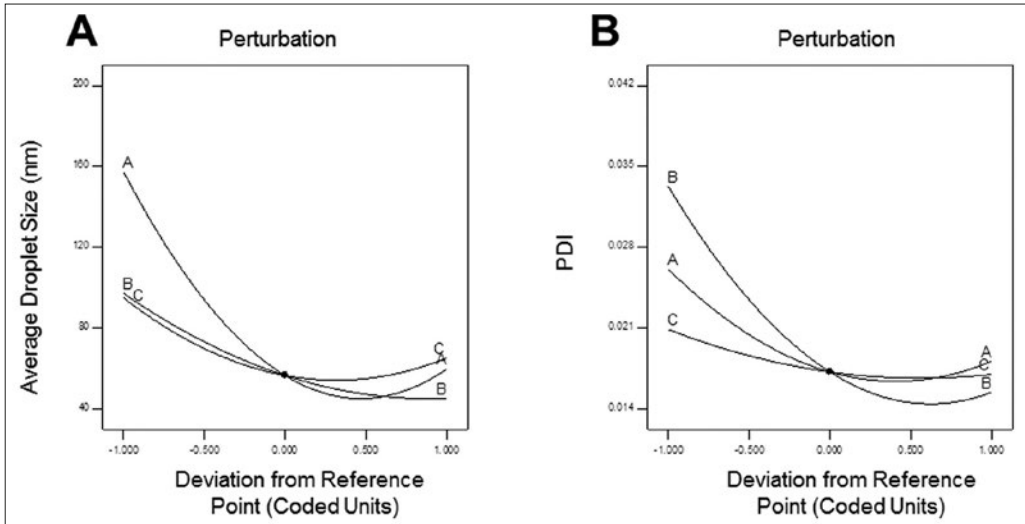 A
Perturbation
Average Droplet Size (nm)
200
160
120
80
40
A
B
C
C
A
B
-1.000
-0.500
0.000
0.500
1.000
Deviation from Reference
Point (Coded Units)
B
Perturbation
PDI
0.042
0.035
0.028
0.021
0.014
B
A
C
A
C
B
-1.000
-0.500
0.000
0.500
1.000
Deviation from Reference
Point (Coded Units)